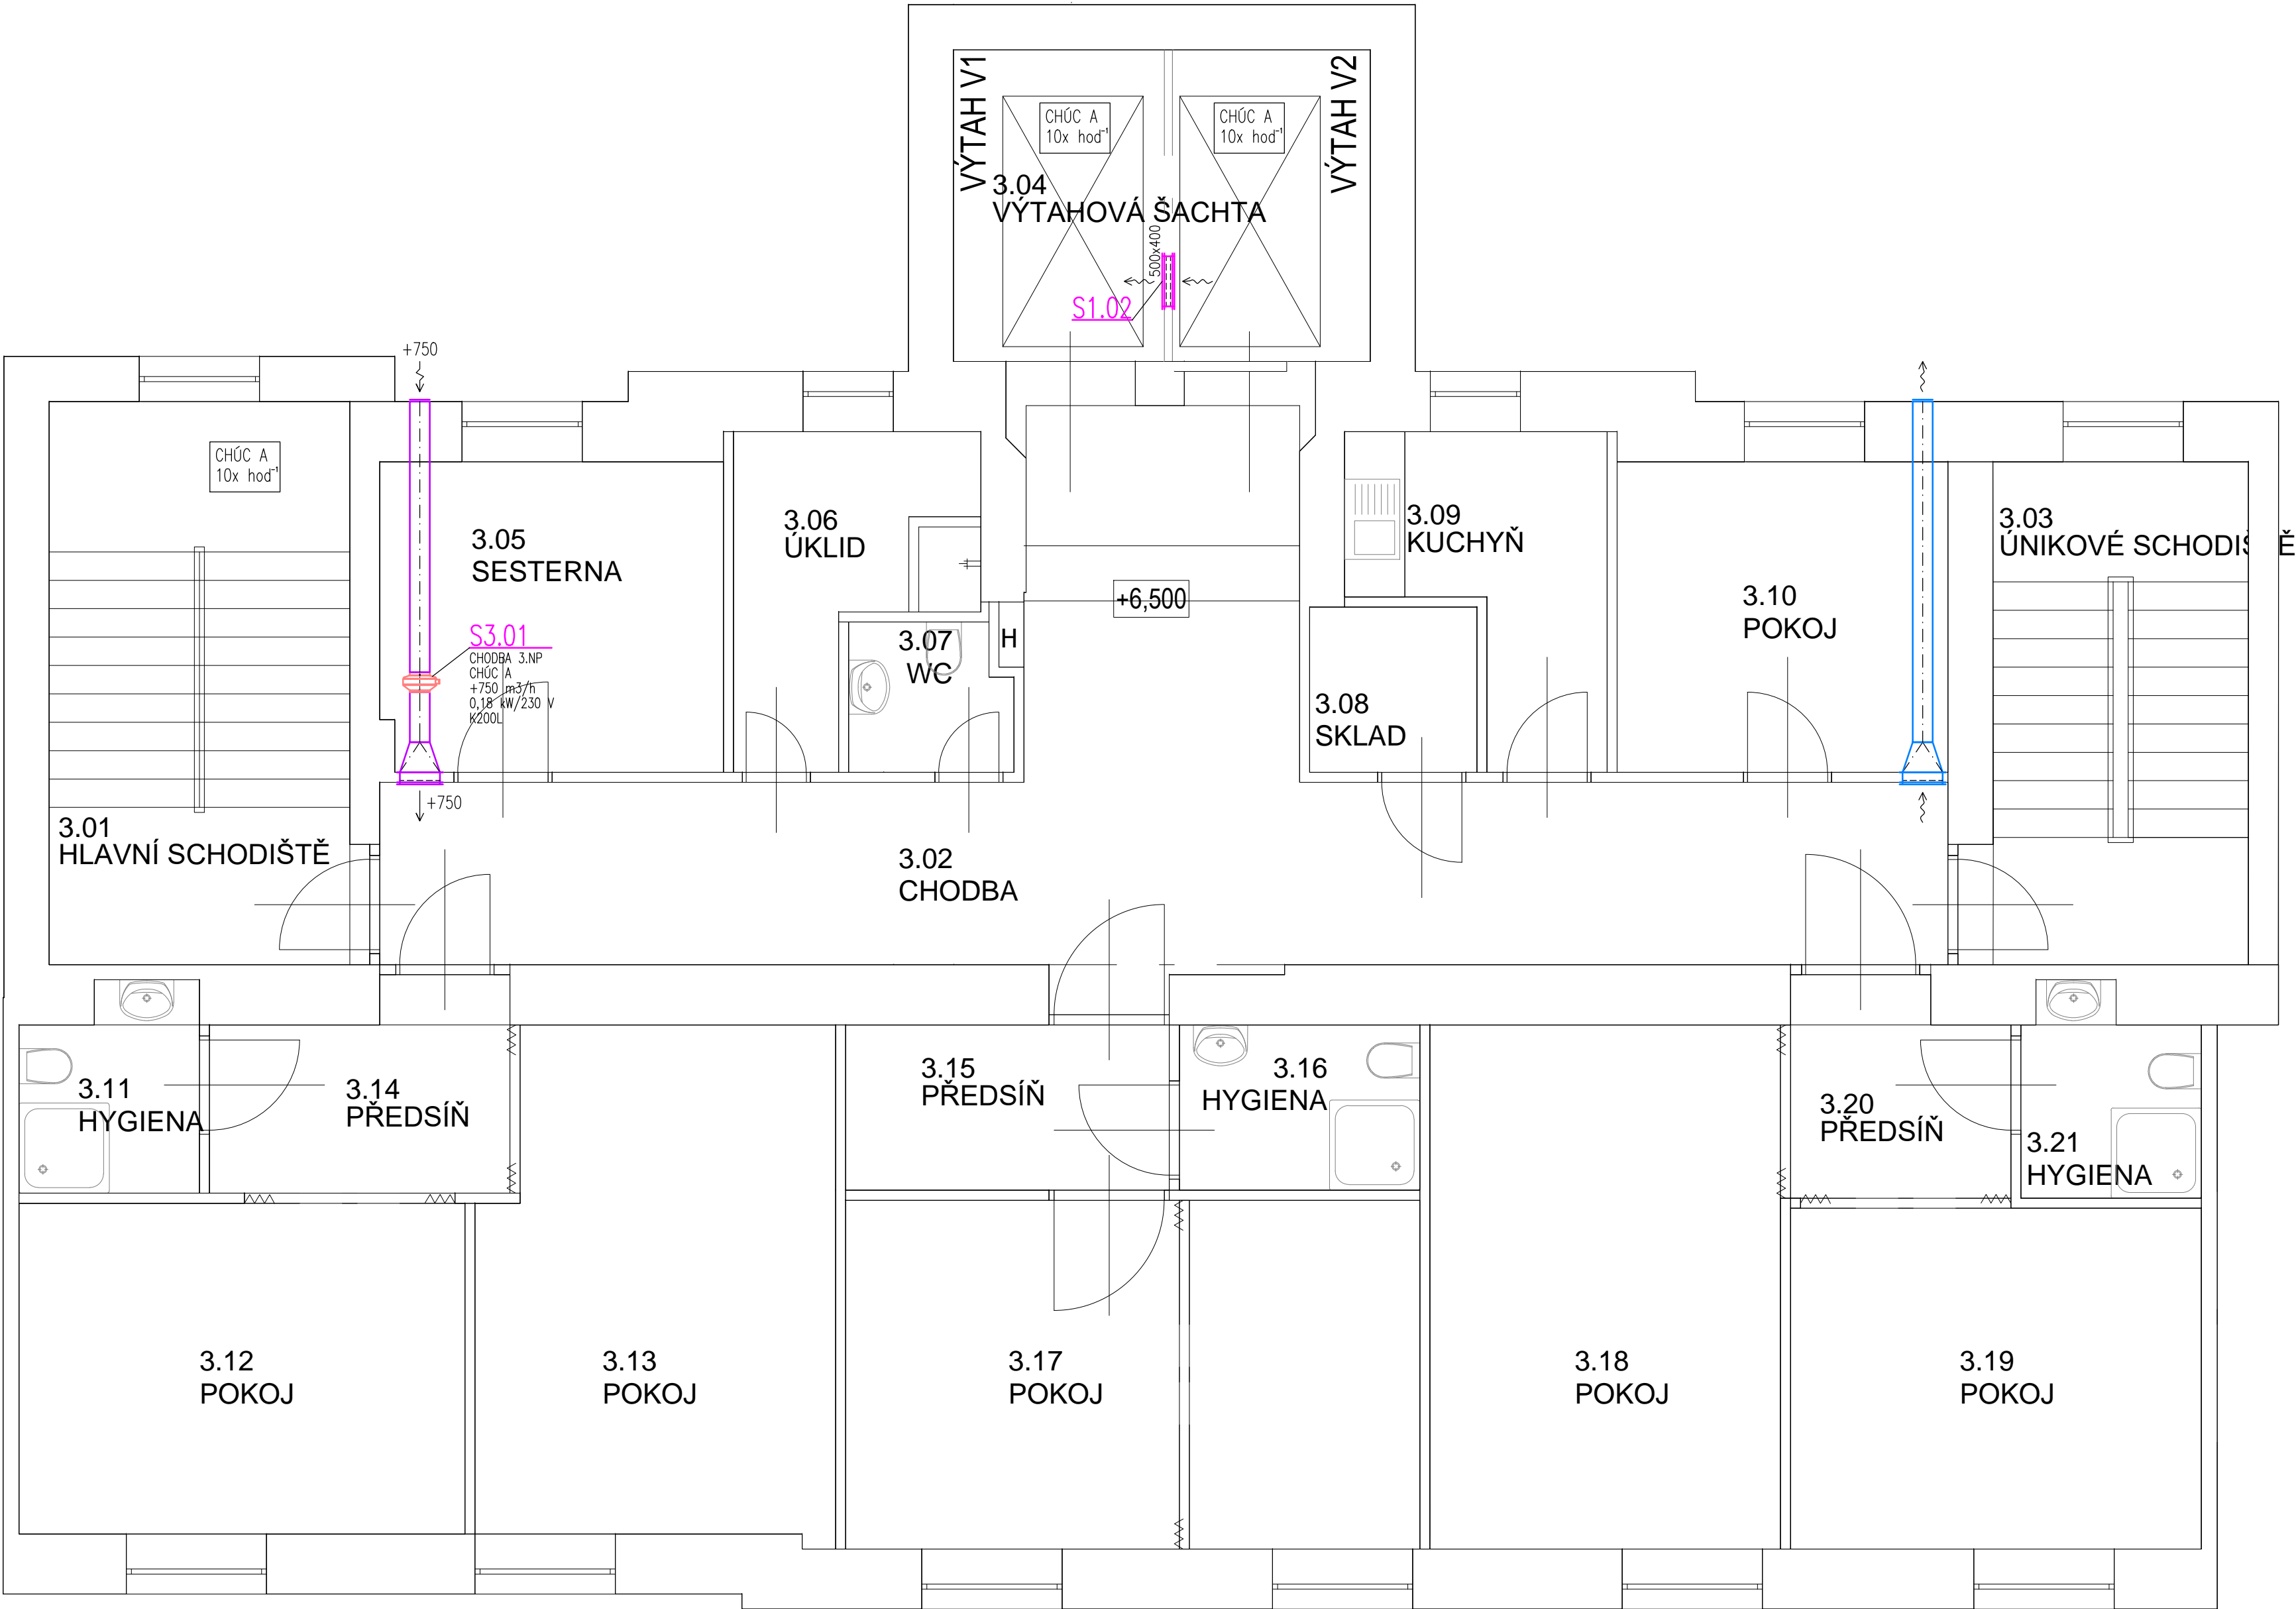 VÝTAH V1
VÝTAH V2
CHÚC A
10x hod⁻¹
CHÚC A
10x hod⁻¹
3.04
VÝTAHOVÁ ŠACHTA
500x400
S1.02
+750
CHÚC A
10x hod⁻¹
3.05
SESTERNA
3.06
ÚKLID
3.09
KUCHYŇ
3.03
ÚNIKOVÉ SCHODIŠTĚ
+6,500
3.10
POKOJ
S3.01
CHODBA 3.NP
CHÚC A
+750 m3/h
0,18 kW/230 V
K200L
3.07
WC
H
3.08
SKLAD
+750
3.01
HLAVNÍ SCHODIŠTĚ
3.02
CHODBA
3.11
HYGIENA
3.14
PŘEDSÍŇ
3.15
PŘEDSÍŇ
3.16
HYGIENA
3.20
PŘEDSÍŇ
3.21
HYGIENA
3.12
POKOJ
3.13
POKOJ
3.17
POKOJ
3.18
POKOJ
3.19
POKOJ